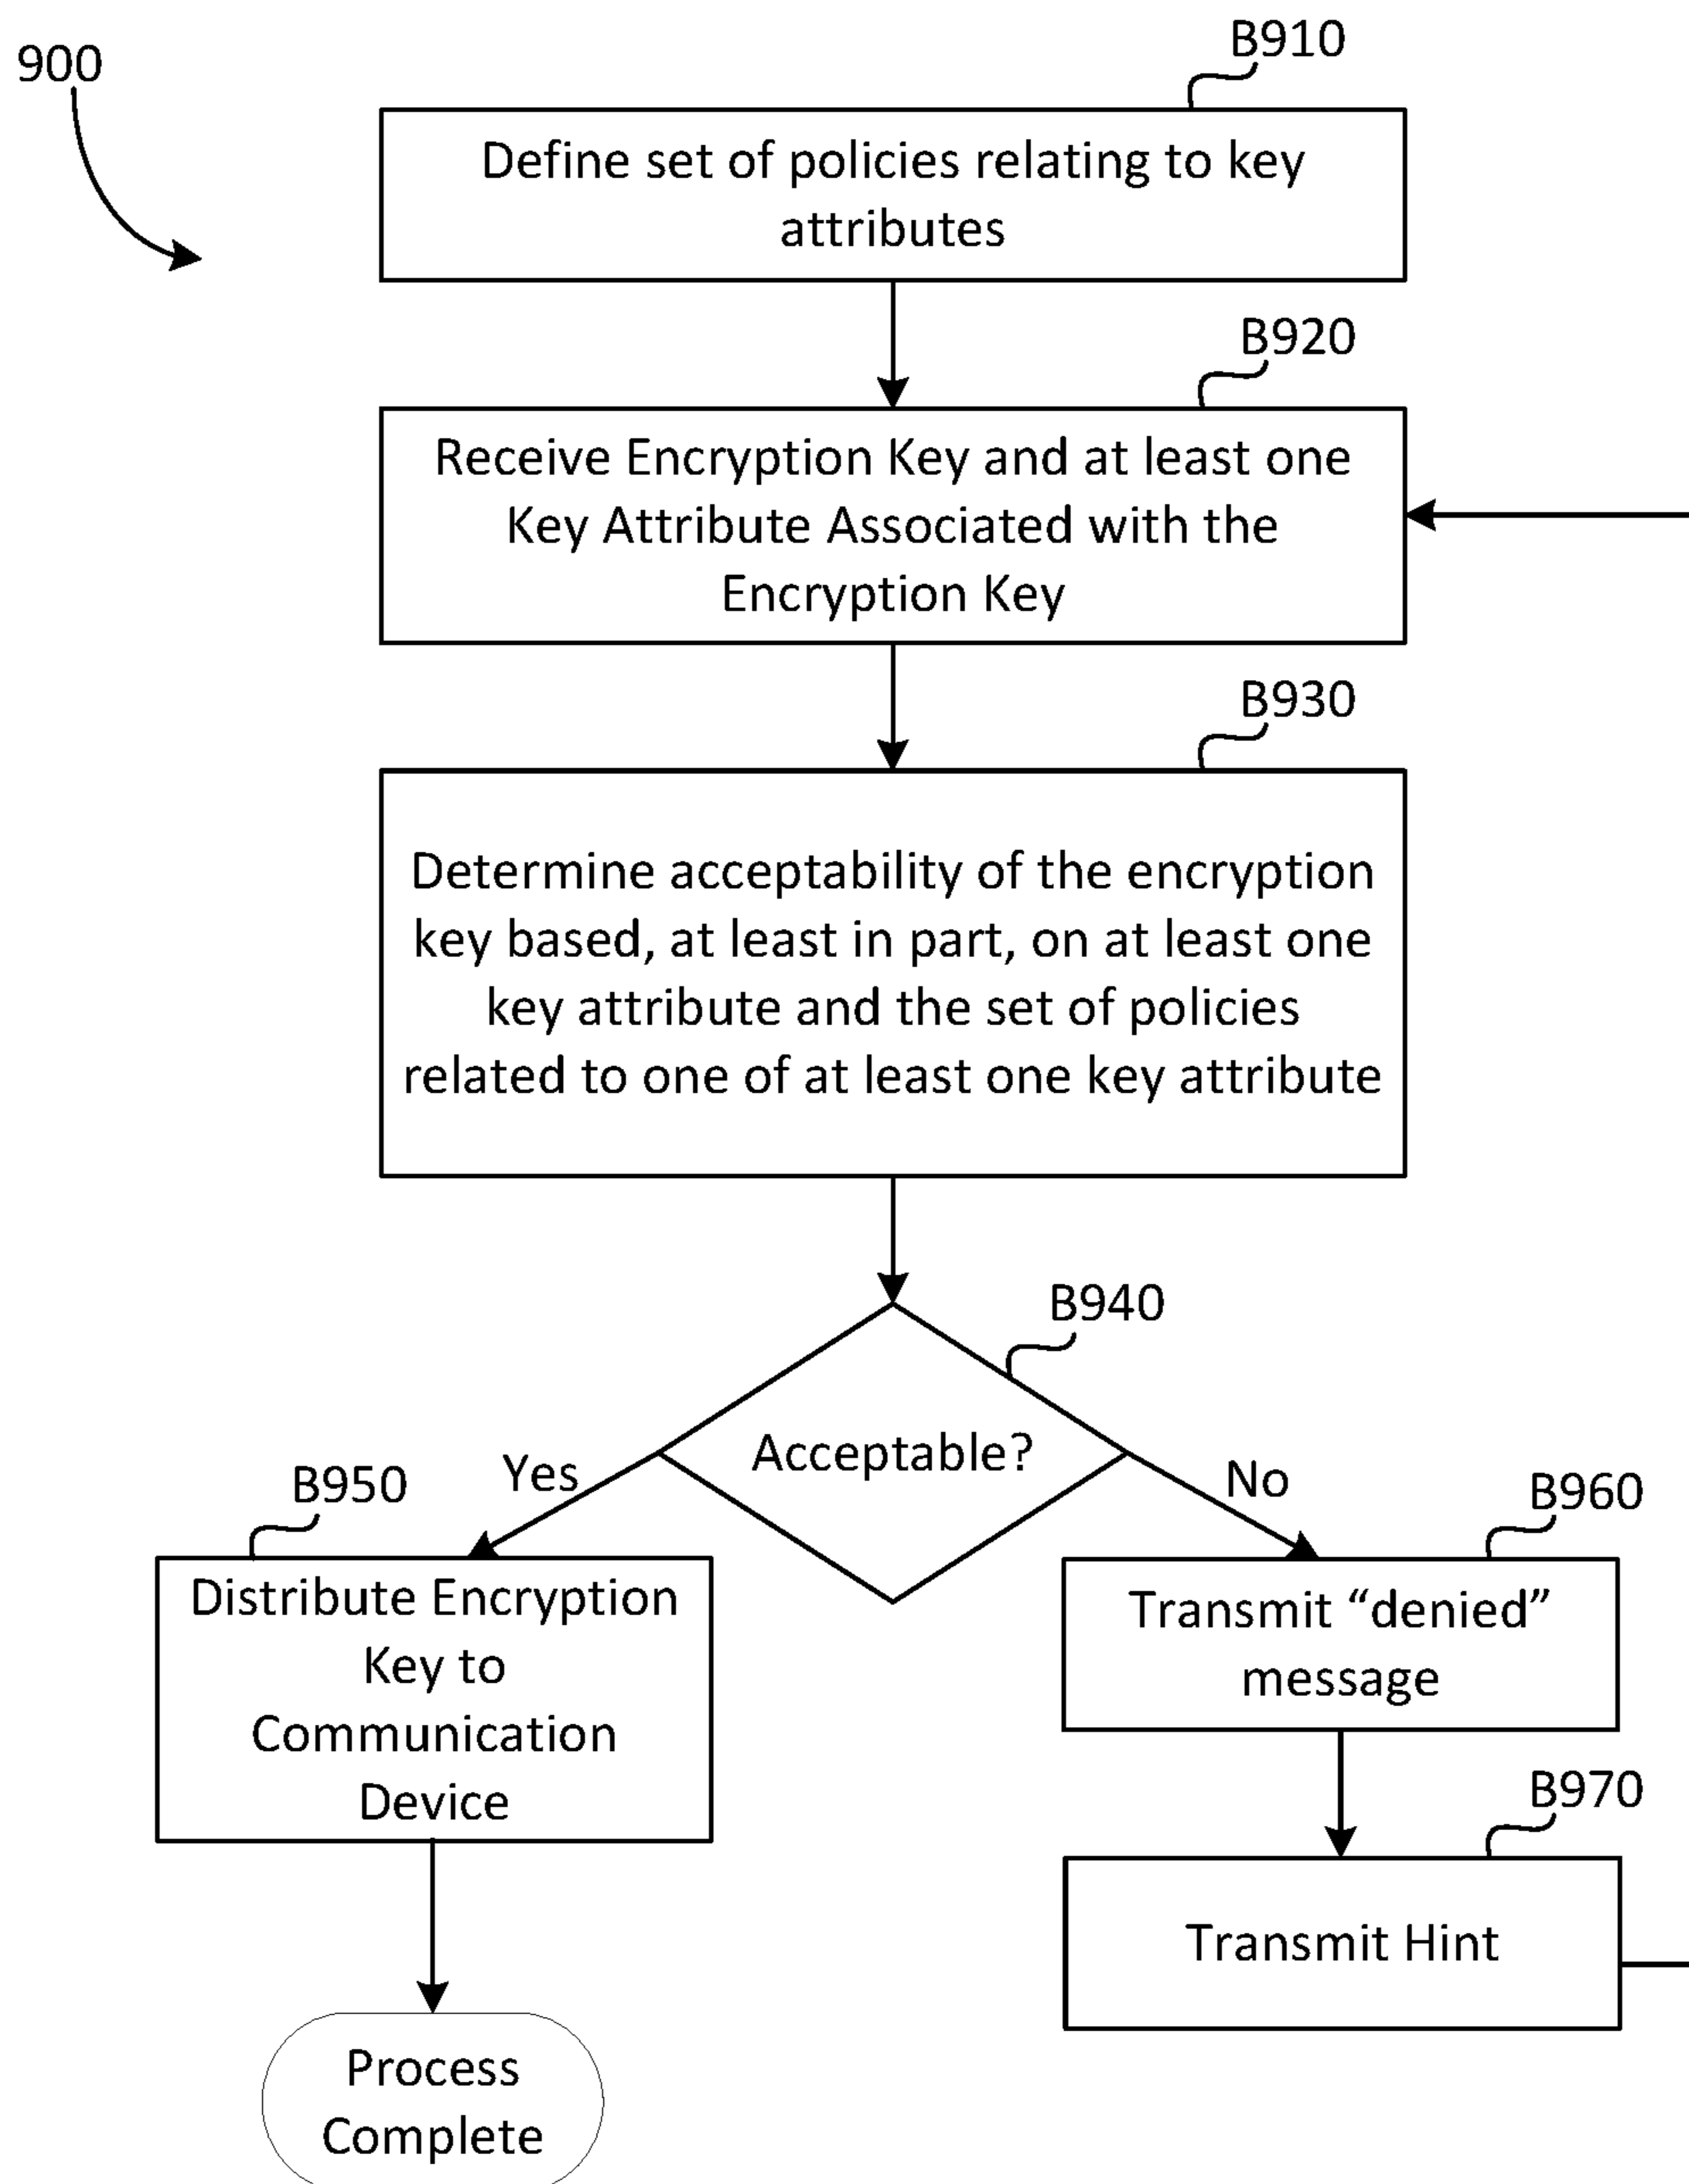 900
B910
Define set of policies relating to key
attributes
B920
Receive Encryption Key and at least one
Key Attribute Associated with the
Encryption Key
B930
Determine acceptability of the encryption
key based, at least in part, on at least one
key attribute and the set of policies
related to one of at least one key attribute
B940
Acceptable?
Yes
No
B950
Distribute Encryption
Key to
Communication
Device
B960
Transmit “denied”
message
B970
Transmit Hint
Process
Complete